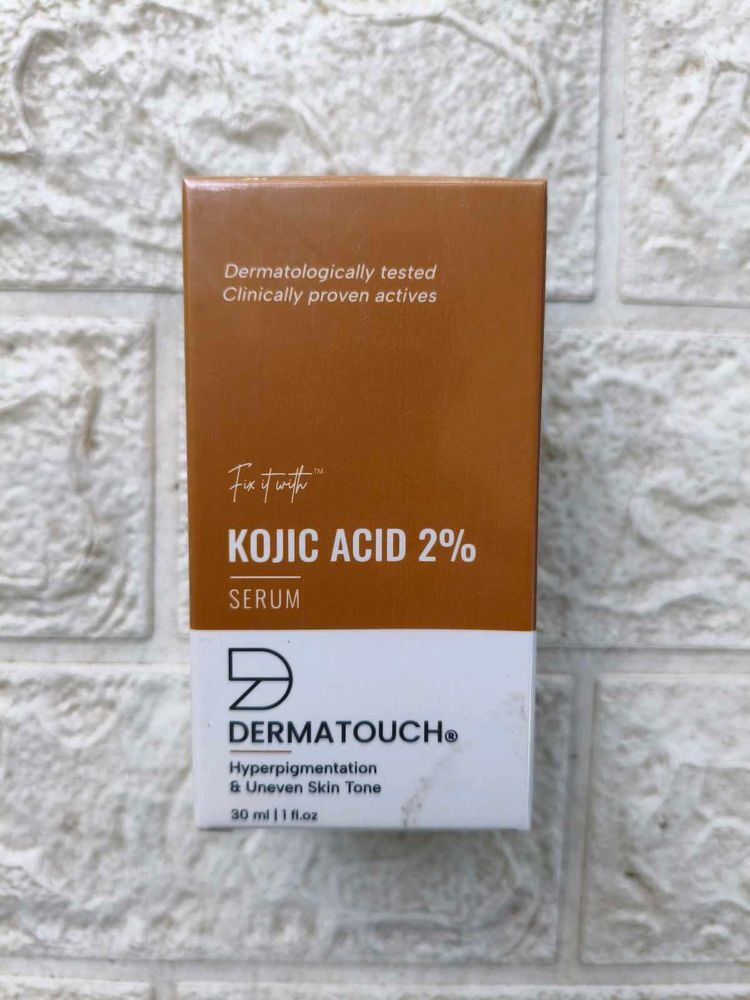 Dermatologically tested
Clinically proven actives
Fix it with™
KOJIC ACID 2%
SERUM
DERMATOUCH®
Hyperpigmentation
& Uneven Skin Tone
30 ml | 1 fl.oz